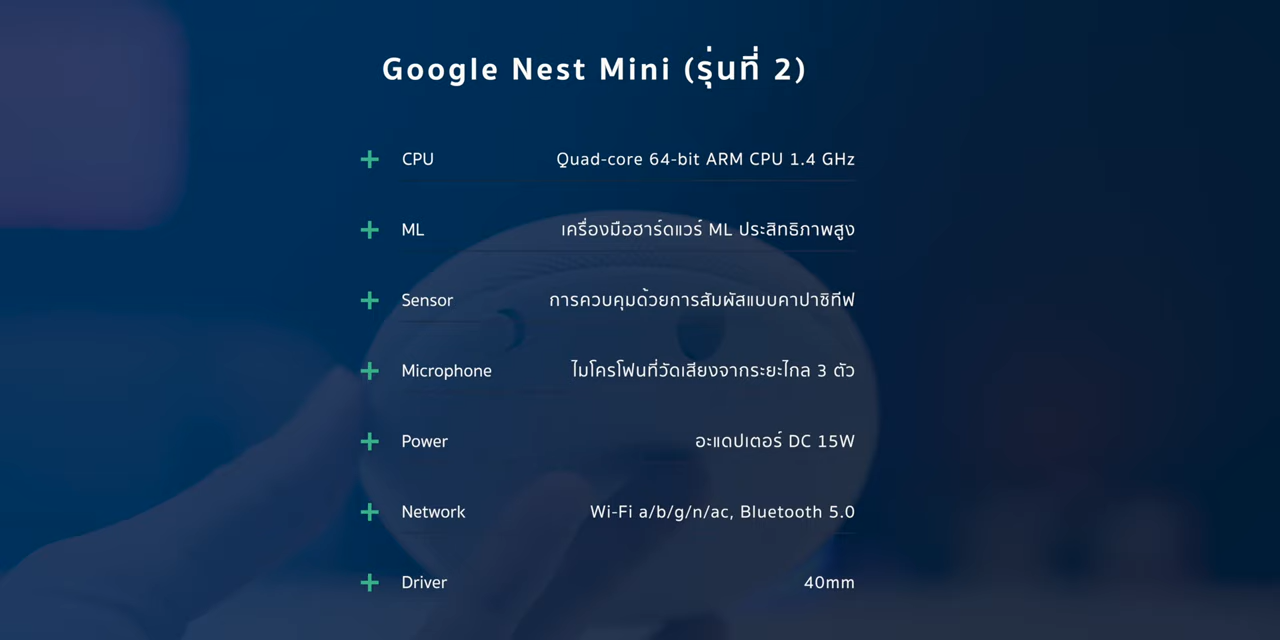 Google Nest Mini (รุ่นที่ 2)
CPU Quad-core 64-bit ARM CPU 1.4 GHz
ML เครื่องมือฮาร์ดแวร์ ML ประสิทธิภาพสูง
Sensor การควบคุมด้วยการสัมผัสแบบคาปาซิทีฟ
Microphone ไมโครโฟนที่วัดเสียงจากระยะไกล 3 ตัว
Power อะแดปเตอร์ DC 15W
Network Wi-Fi a/b/g/n/ac, Bluetooth 5.0
Driver 40mm